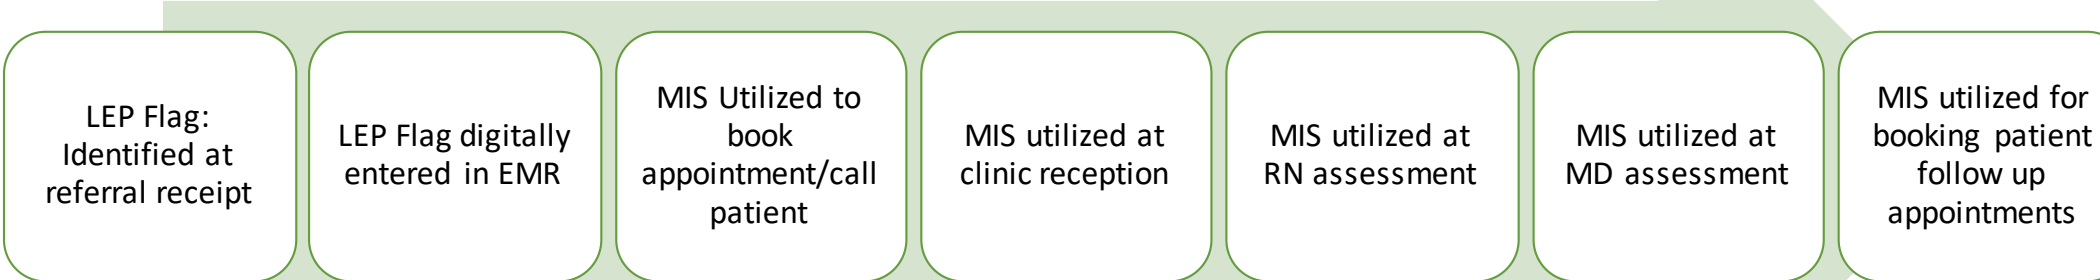 LEP Flag:
Identified at
referral receipt
LEP Flag digitally
entered in EMR
MIS Utilized to
book
appointment/call
patient
MIS utilized at
clinic reception
MIS utilized at
RN assessment
MIS utilized at
MD assessment
MIS utilized for
booking patient
follow up
appointments